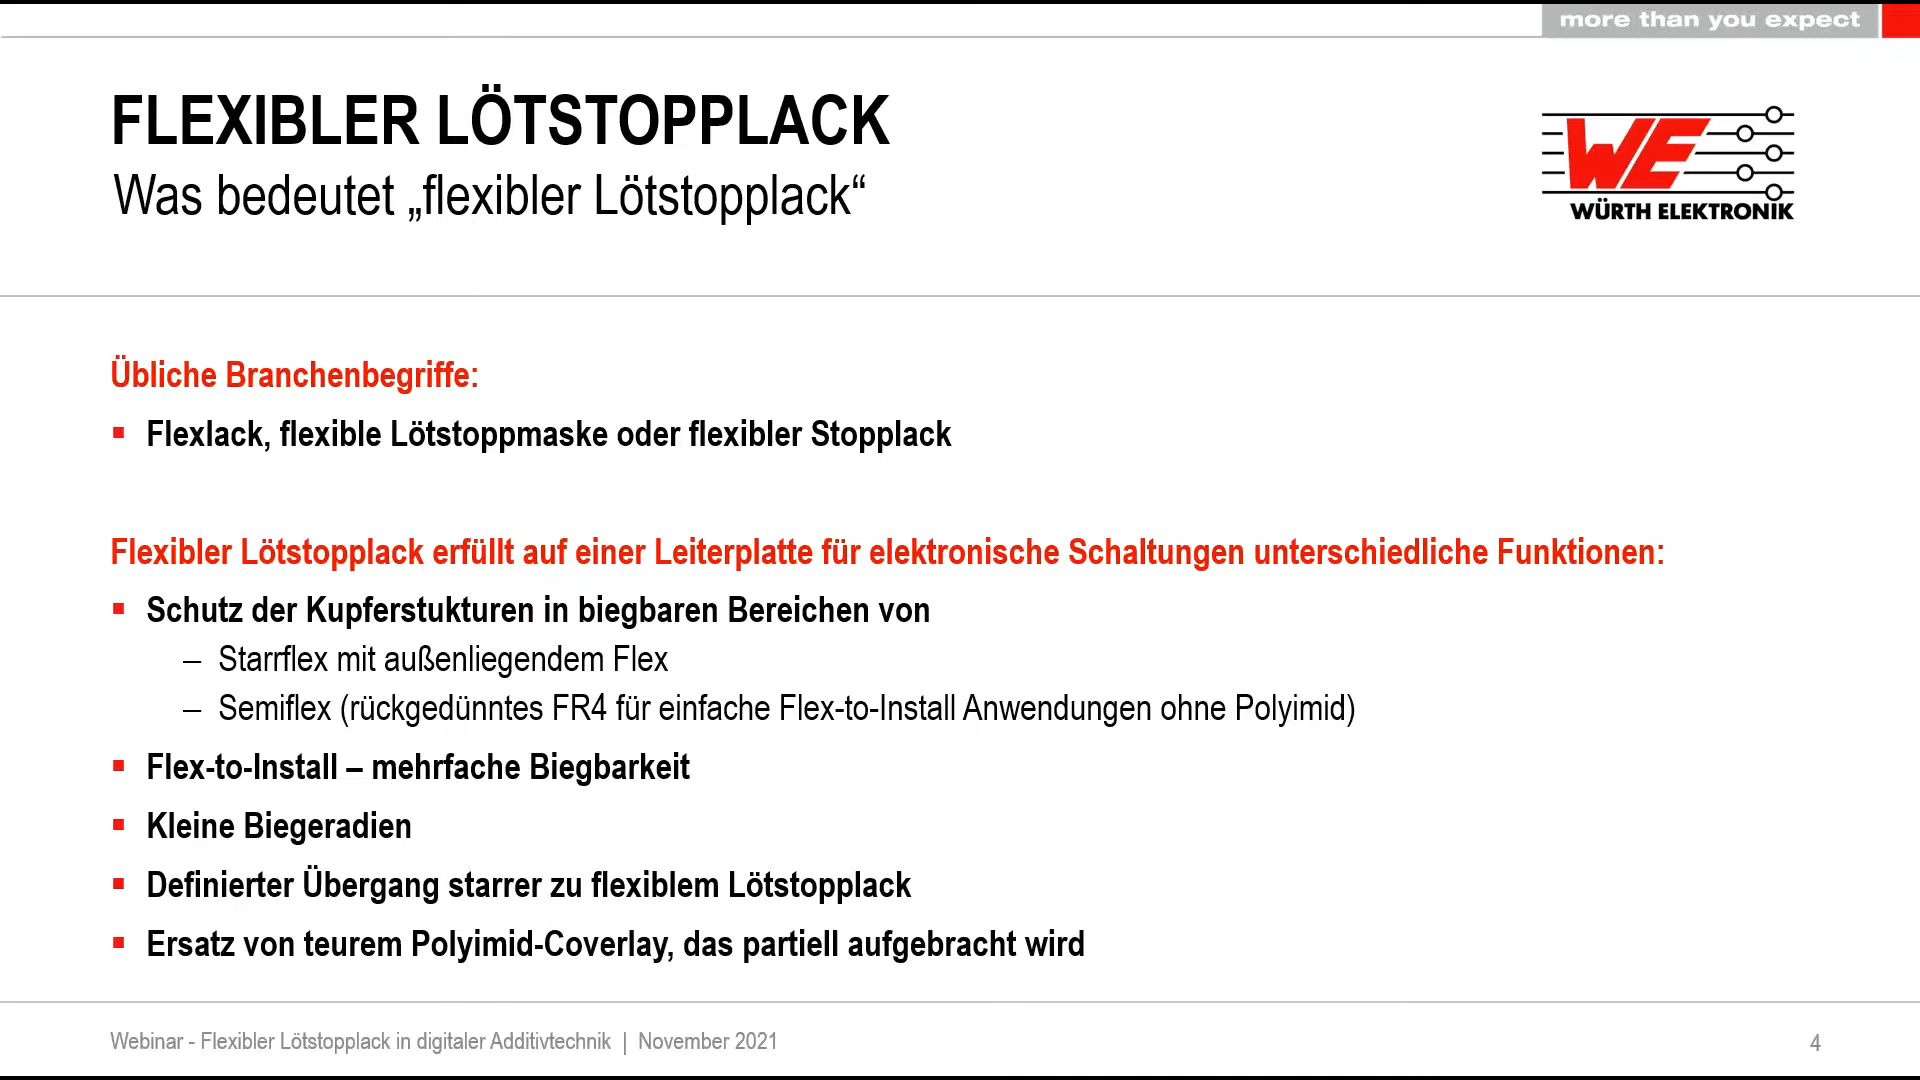 more than you expect
FLEXIBLER LÖTSTOPPLACK
Was bedeutet „flexibler Lötstopplack“
WE
WÜRTH ELEKTRONIK
Übliche Branchenbegriffe:
▪ Flexlack, flexible Lötstoppmaske oder flexibler Stopplack
Flexibler Lötstopplack erfüllt auf einer Leiterplatte für elektronische Schaltungen unterschiedliche Funktionen:
▪ Schutz der Kupferstukturen in biegbaren Bereichen von
– Starrflex mit außenliegendem Flex
– Semiflex (rückgedünntes FR4 für einfache Flex-to-Install Anwendungen ohne Polyimid)
▪ Flex-to-Install – mehrfache Biegbarkeit
▪ Kleine Biegeradien
▪ Definierter Übergang starrer zu flexiblem Lötstopplack
▪ Ersatz von teurem Polyimid-Coverlay, das partiell aufgebracht wird
Webinar - Flexibler Lötstopplack in digitaler Additivtechnik | November 2021
4